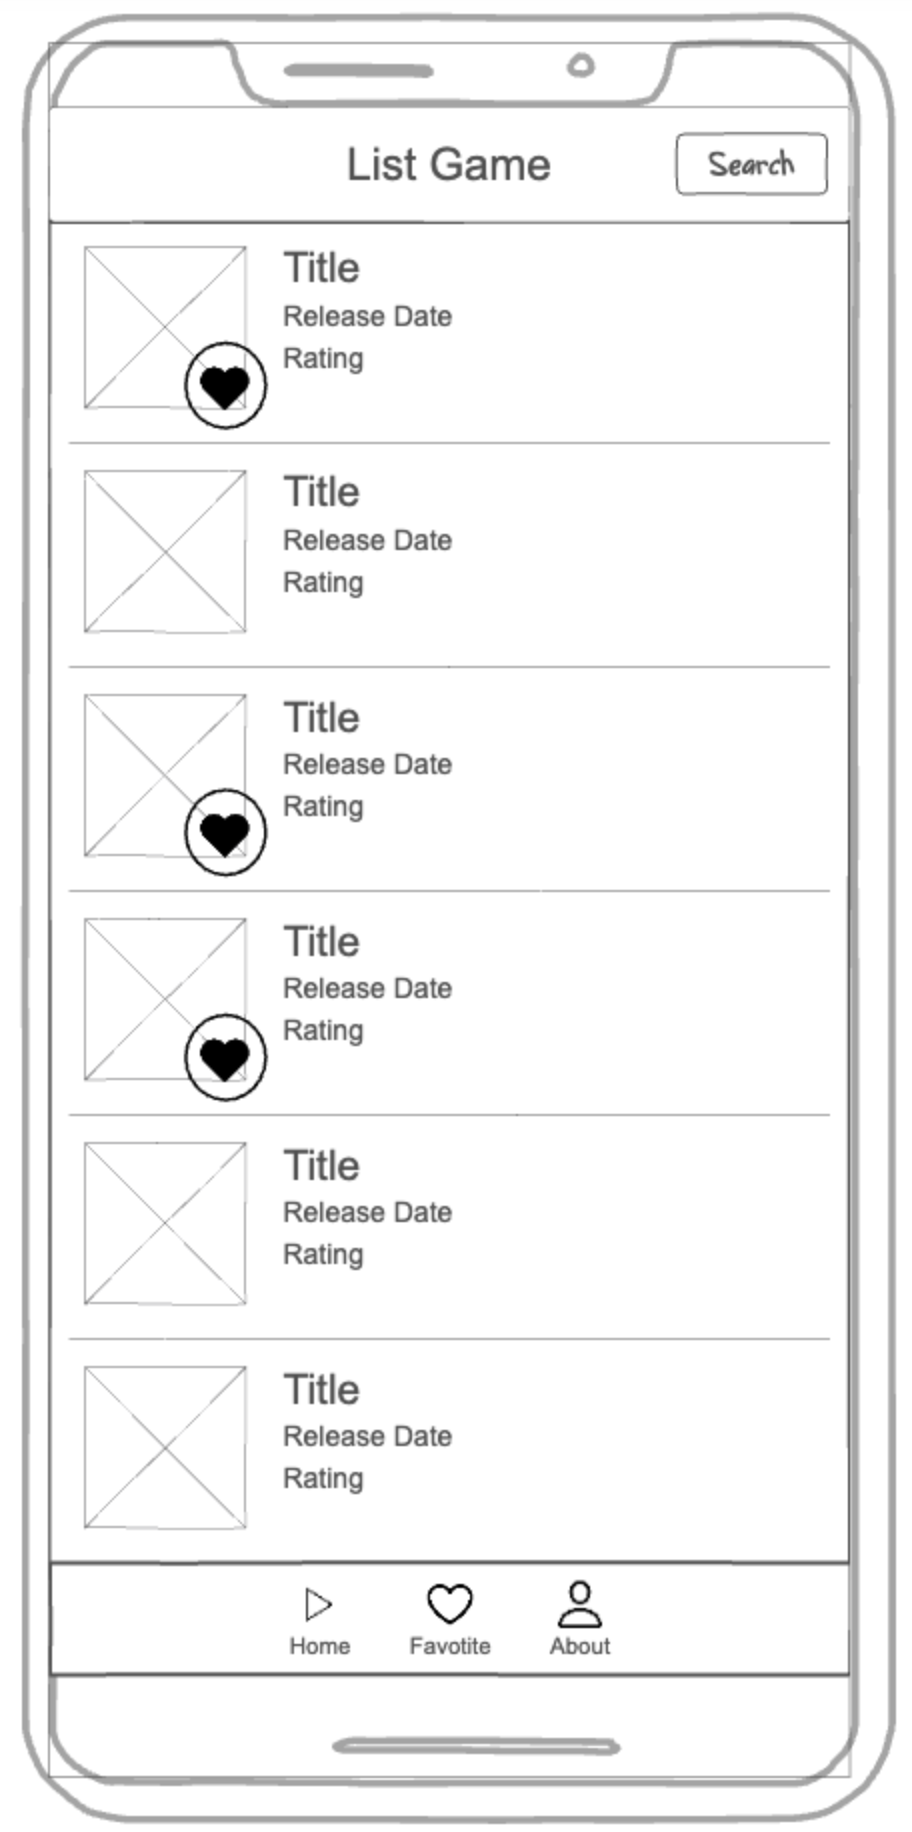 List Game
Search
Title
Release Date
Rating
Title
Release Date
Rating
Title
Release Date
Rating
Title
Release Date
Rating
Title
Release Date
Rating
Title
Release Date
Rating
Home
Favotite
About